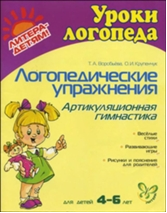 ЛИТЕРА-
ДЕТЯМ!
Уроки
логопеда
Т. А. Воробьёва, О. И. Крупенчук
Логопедические
упражнения
Артикуляционная
гимнастика
• Весёлые
стихи
• Развивающие
игры
• Рисунки и пояснения
для родителей
для детей 4–6 лет